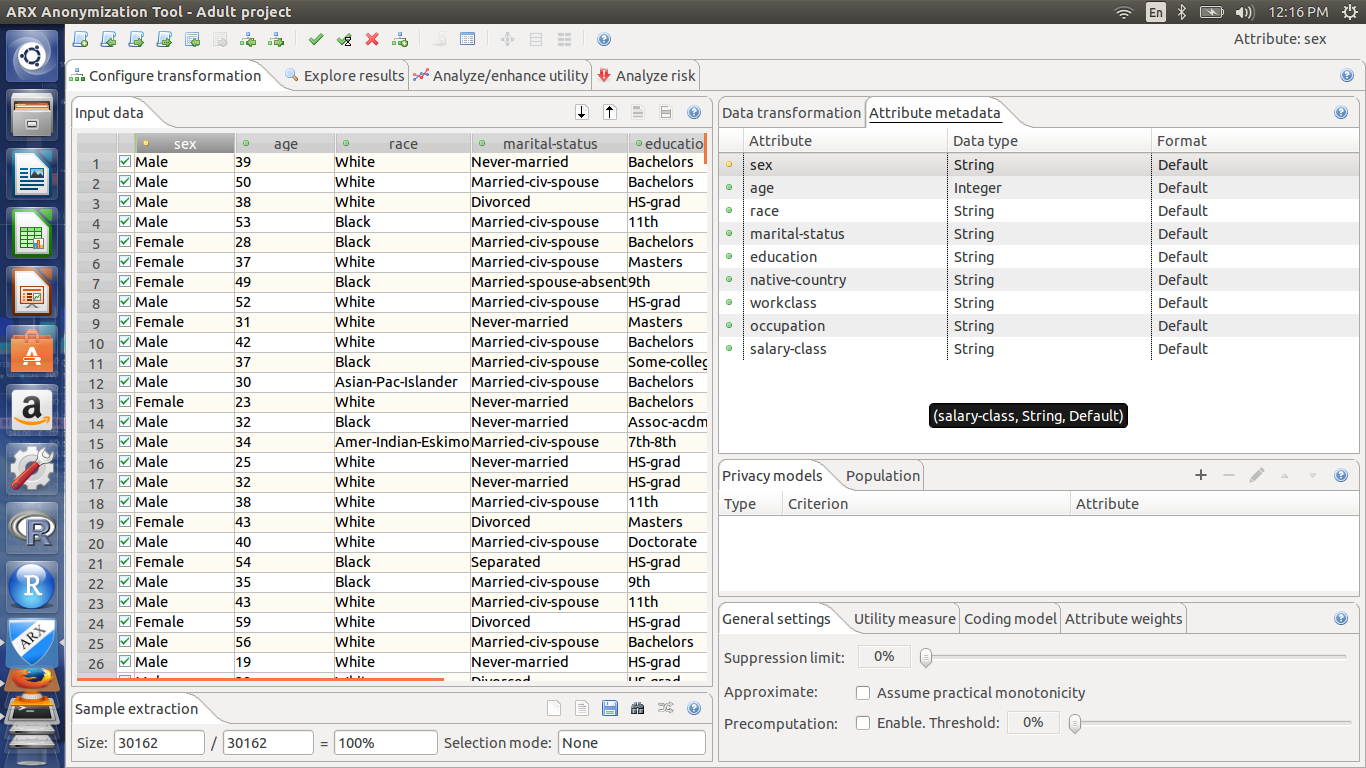 ARX Anonymization Tool - Adult project En 12:16 PM
Attribute: sex
Configure transformation Explore results Analyze/enhance utility Analyze risk
Input data
sex age race marital-status educatio
1 Male 39 White Never-married Bachelors
2 Male 50 White Married-civ-spouse Bachelors
3 Male 38 White Divorced HS-grad
4 Male 53 Black Married-civ-spouse 11th
5 Female 28 Black Married-civ-spouse Bachelors
6 Female 37 White Married-civ-spouse Masters
7 Female 49 Black Married-spouse-absent 9th
8 Male 52 White Married-civ-spouse HS-grad
9 Female 31 White Never-married Masters
10 Male 42 White Married-civ-spouse Bachelors
11 Male 37 Black Married-civ-spouse Some-colleg
12 Male 30 Asian-Pac-Islander Married-civ-spouse Bachelors
13 Female 23 White Never-married Bachelors
14 Male 32 Black Never-married Assoc-acdm
15 Male 34 Amer-Indian-Eskimo Married-civ-spouse 7th-8th
16 Male 25 White Never-married HS-grad
17 Male 32 White Never-married HS-grad
18 Male 38 White Married-civ-spouse 11th
19 Female 43 White Divorced Masters
20 Male 40 White Married-civ-spouse Doctorate
21 Female 54 Black Separated HS-grad
22 Male 35 Black Married-civ-spouse 9th
23 Male 43 White Married-civ-spouse 11th
24 Female 59 White Divorced HS-grad
25 Male 56 White Married-civ-spouse Bachelors
26 Male 19 White Never-married HS-grad
Sample extraction
Size: 30162 / 30162 = 100% Selection mode: None
Data transformation Attribute metadata
Attribute Data type Format
sex String Default
age Integer Default
race String Default
marital-status String Default
education String Default
native-country String Default
workclass String Default
occupation String Default
salary-class String Default
(salary-class, String, Default)
Privacy models Population
Type Criterion Attribute
General settings Utility measure Coding model Attribute weights
Suppression limit: 0%
Approximate: Assume practical monotonicity
Precomputation: Enable. Threshold: 0%
a
R
R
ARX